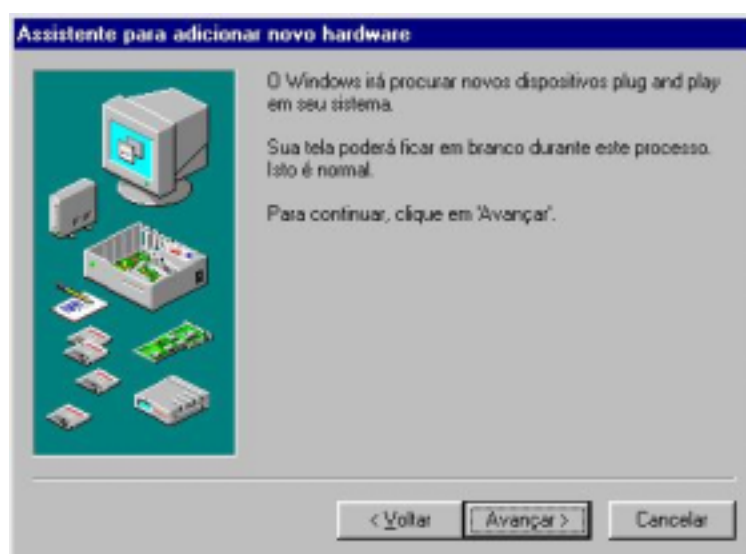 Assistente para adicionar novo hardware
O Windows irá procurar novos dispositivos plug and play
em seu sistema.
Sua tela poderá ficar em branco durante este processo.
Isto é normal.
Para continuar, clique em 'Avançar'.
< Voltar
Avançar >
Cancelar